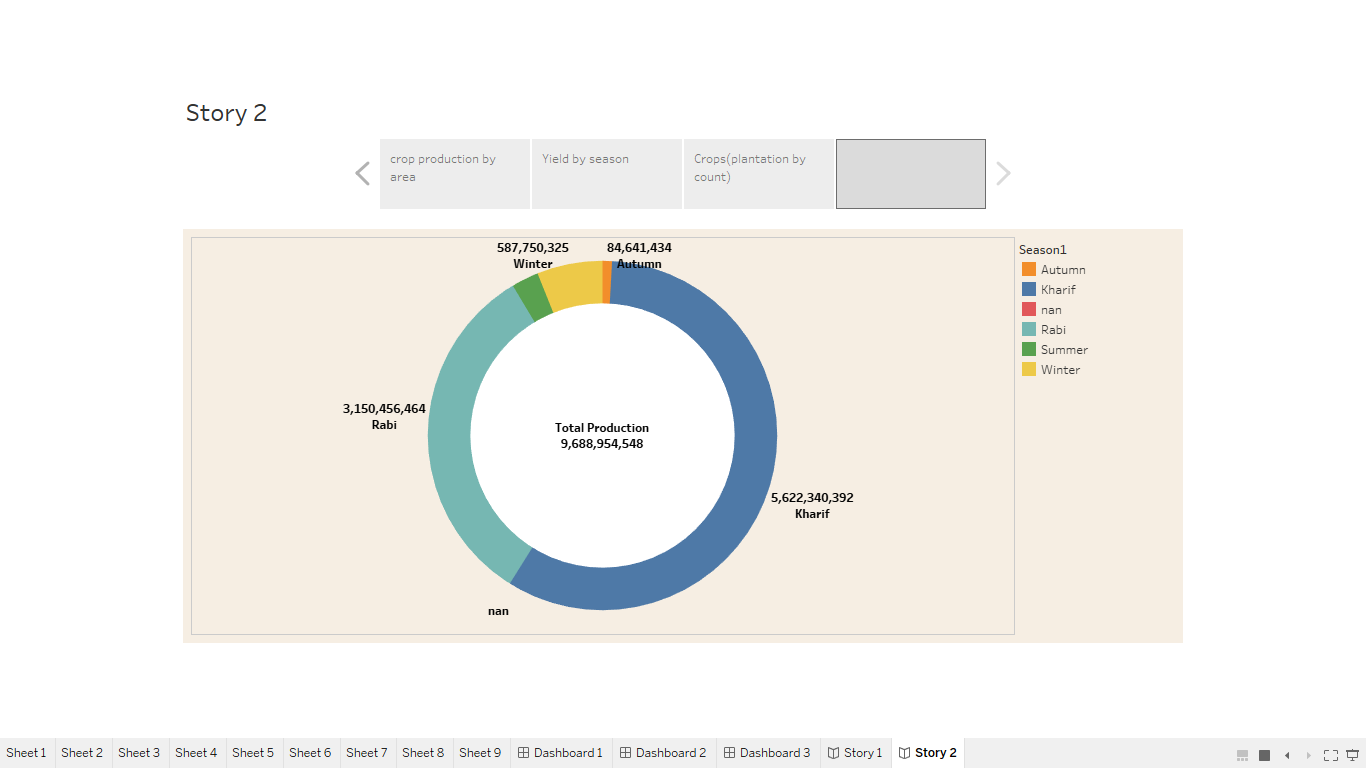 Story 2
crop production by
area
Yield by season
Crops(plantation by
count)
587,750,325
Winter
84,641,434
Autumn
3,150,456,464
Rabi
Total Production
9,688,954,548
5,622,340,392
Kharif
nan
Season1
Autumn
Kharif
nan
Rabi
Summer
Winter
Sheet 1
Sheet 2
Sheet 3
Sheet 4
Sheet 5
Sheet 6
Sheet 7
Sheet 8
Sheet 9
Dashboard 1
Dashboard 2
Dashboard 3
Story 1
Story 2